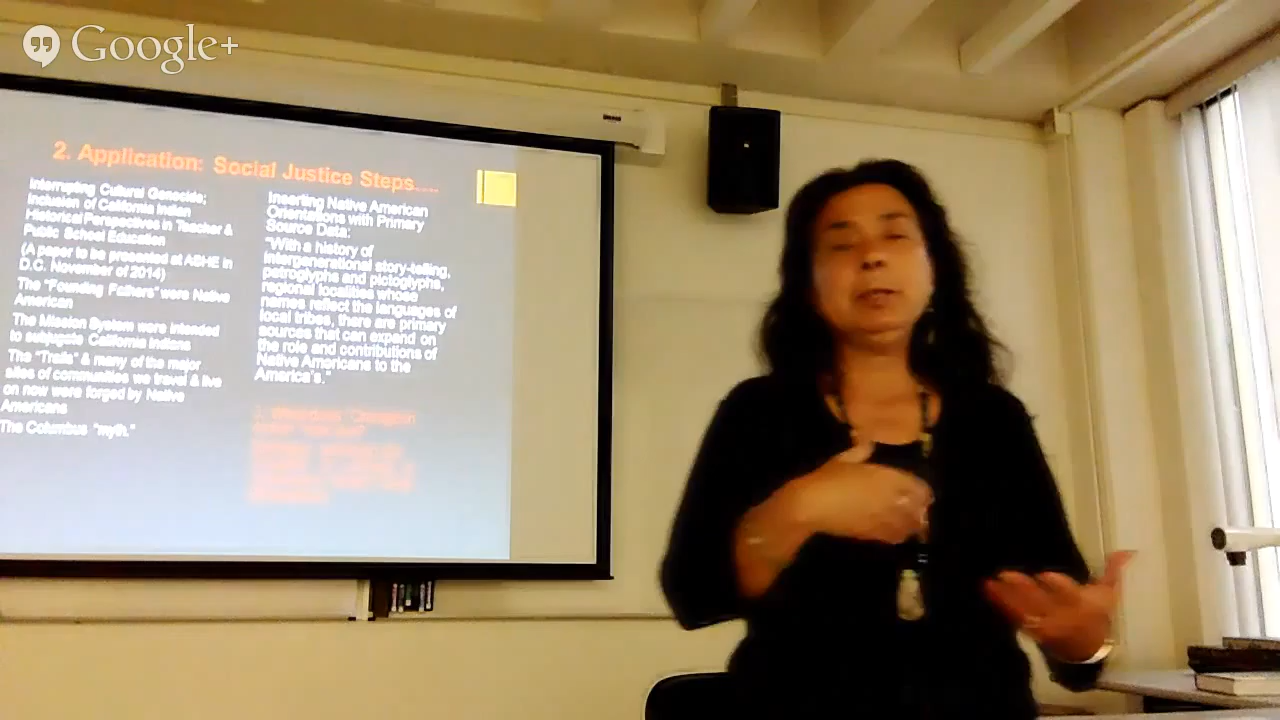 Google+
2. Application: Social Justice Steps....
Interrupting Cultural Genocide;
Inclusion of California Indian
Historical Perspectives in Teacher &
Public School Education
(A paper to be presented at ABHE in
D.C. November of 2014)
The "Founding Fathers" were Native
American
The Mission System were intended
to subjugate California Indians
The "Trails" & many of the major
sites of communities we travel & live
on now were forged by Native
Americans
The Columbus "myth."
Inserting Native American
Orientations with Primary
Source Data:
"With a history of
intergenerational story-telling,
petroglyphs and pictoglyphs,
regional localities whose
names reflect the languages of
local tribes, there are primary
sources that can expand on
the role and contributions of
Native Americans to the
America's."